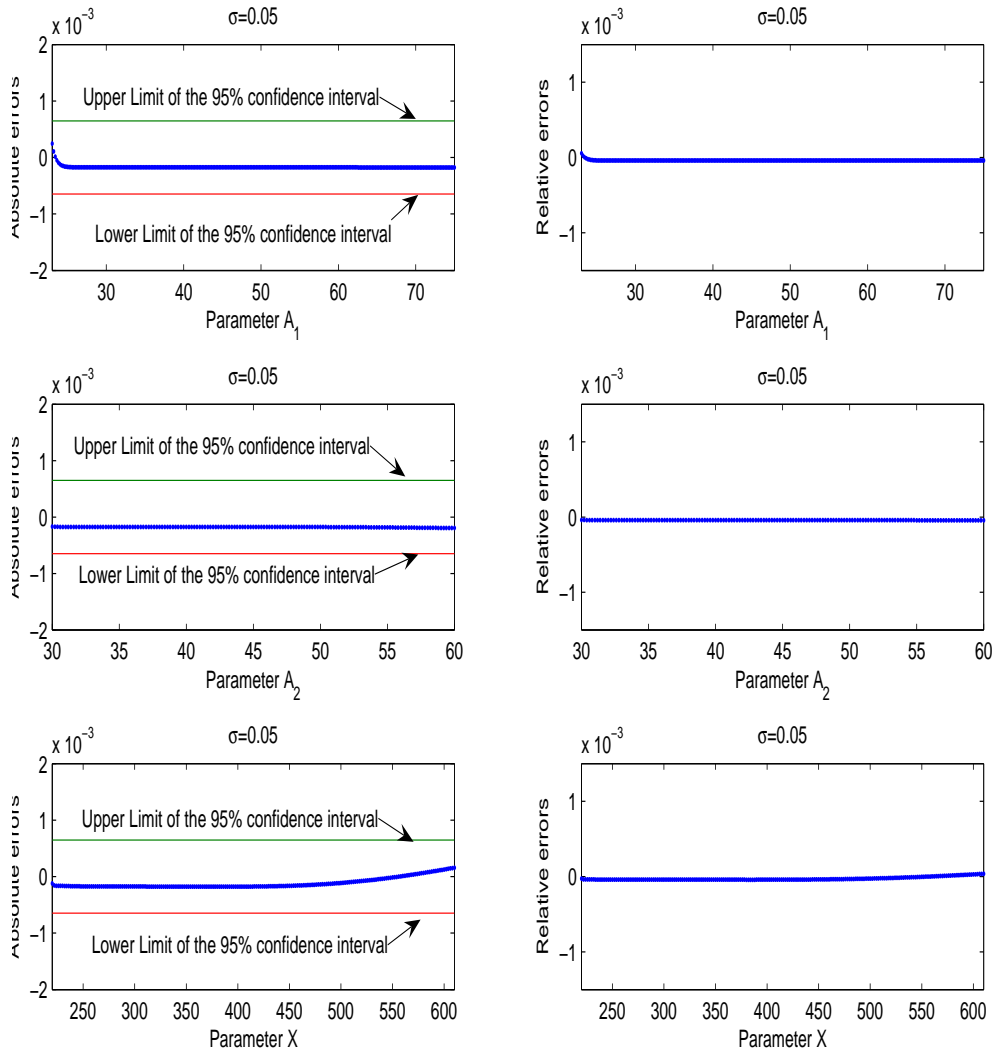 x 10⁻³
σ=0.05
2
1
0
−1
−2
Absolute errors
Upper Limit of the 95% confidence interval
Lower Limit of the 95% confidence interval
30 40 50 60 70
Parameter A₁
x 10⁻³
σ=0.05
1
0
−1
Relative errors
30 40 50 60 70
Parameter A₁
x 10⁻³
σ=0.05
2
1
0
−1
−2
Absolute errors
Upper Limit of the 95% confidence interval
Lower Limit of the 95% confidence interval
30 35 40 45 50 55 60
Parameter A₂
x 10⁻³
σ=0.05
1
0
−1
Relative errors
30 35 40 45 50 55 60
Parameter A₂
x 10⁻³
σ=0.05
2
1
0
−1
−2
Absolute errors
Upper Limit of the 95% confidence interval
Lower Limit of the 95% confidence interval
250 300 350 400 450 500 550 600
Parameter X
x 10⁻³
σ=0.05
1
0
−1
Relative errors
250 300 350 400 450 500 550 600
Parameter X